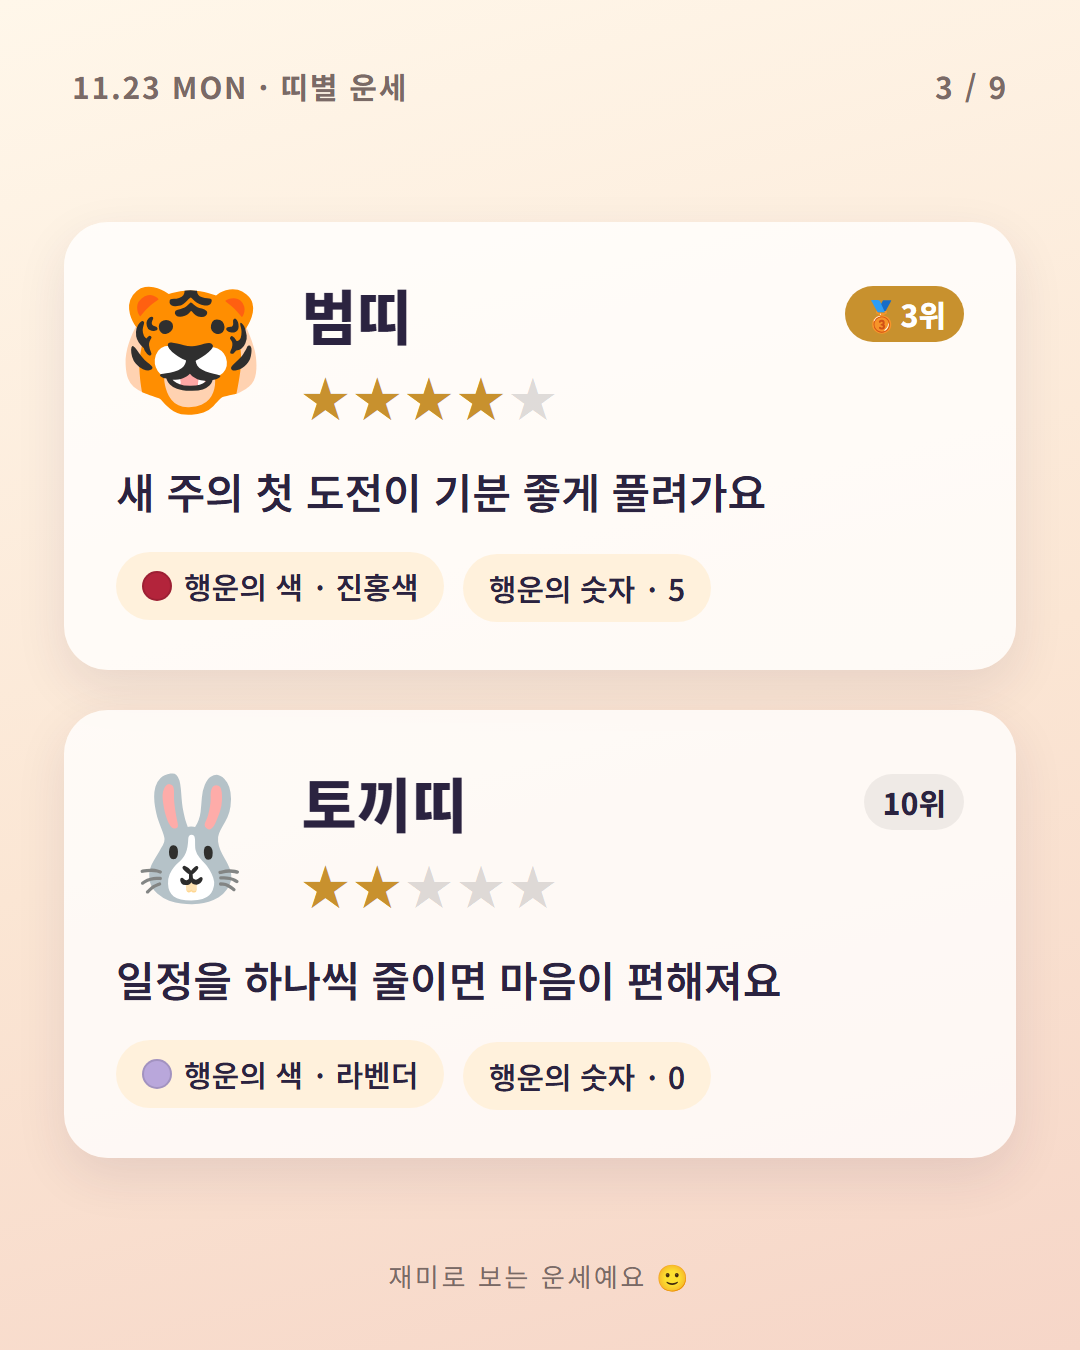 11.23 MON · 띠별 운세
3 / 9
범띠
3위
새 주의 첫 도전이 기분 좋게 풀려가요
행운의 색 · 진홍색
행운의 숫자 · 5
토끼띠
10위
일정을 하나씩 줄이면 마음이 편해져요
행운의 색 · 라벤더
행운의 숫자 · 0
재미로 보는 운세예요 🙂